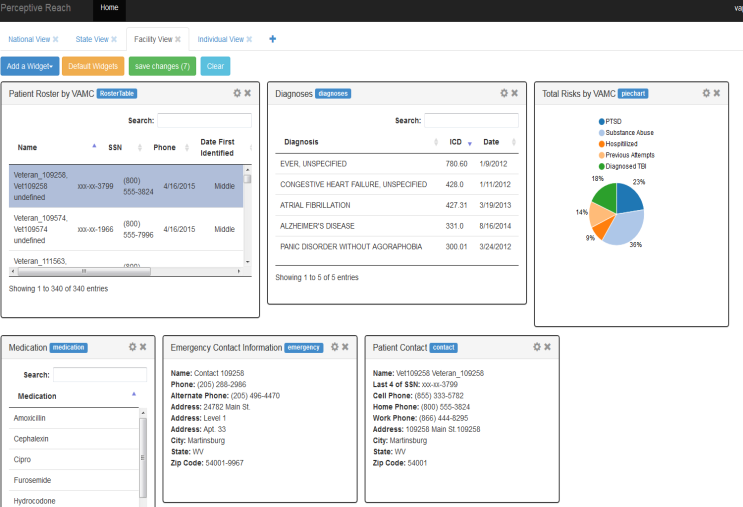 Perceptive Reach Home
National View State View Facility View Individual View +
Add a Widget Default Widgets save changes (7) Clear
Patient Roster by VAMC RosterTable
Search:
Name SSN Phone Date First Identified
Veteran_109258, Vet109258 undefined xxx-xx-3799 (800) 555-3824 4/16/2015 Middle
Veteran_109574, Vet109574 undefined xxx-xx-1966 (800) 555-7996 4/16/2015 Middle
Veteran_111563,
Showing 1 to 340 of 340 entries
Diagnoses diagnoses
Search:
Diagnosis ICD Date
EVER, UNSPECIFIED 780.60 1/9/2012
CONGESTIVE HEART FAILURE, UNSPECIFIED 428.0 1/11/2012
ATRIAL FIBRILLATION 427.31 3/19/2013
ALZHEIMER'S DISEASE 331.0 8/16/2014
PANIC DISORDER WITHOUT AGORAPHOBIA 300.01 3/24/2012
Showing 1 to 5 of 5 entries
Total Risks by VAMC piechart
PTSD
Substance Abuse
Hospitilized
Previous Attempts
Diagnosed TBI
18% 23%
14%
9% 36%
Medication medication
Search:
Medication
Amoxicillin
Cephalexin
Cipro
Furosemide
Hydrocodone
Emergency Contact Information emergency
Name: Contact 109258
Phone: (205) 288-2986
Alternate Phone: (205) 496-4470
Address: 24782 Main St.
Address: Level 1
Address: Apt. 33
City: Martinsburg
State: WV
Zip Code: 54001-9967
Patient Contact contact
Name: Vet109258 Veteran_109258
Last 4 of SSN: xxx-xx-3799
Cell Phone: (855) 333-5782
Home Phone: (800) 555-3824
Work Phone: (866) 444-8295
Address: 109258 Main St.109258
City: Martinsburg
State: WV
Zip Code: 54001